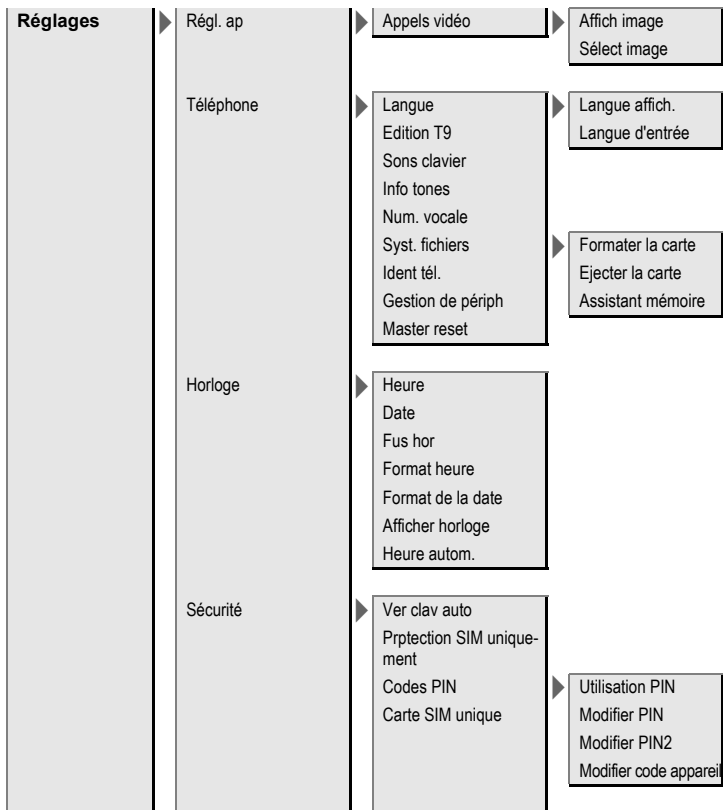 Réglages
Régl. ap
Appels vidéo
Affich image
Sélect image
Téléphone
Langue
Langue affich.
Edition T9
Langue d'entrée
Sons clavier
Info tones
Num. vocale
Syst. fichiers
Formater la carte
Ident tél.
Ejecter la carte
Gestion de périph
Assistant mémoire
Master reset
Horloge
Heure
Date
Fus hor
Format heure
Format de la date
Afficher horloge
Heure autom.
Sécurité
Ver clav auto
Prptection SIM unique-
ment
Codes PIN
Utilisation PIN
Carte SIM unique
Modifier PIN
Modifier PIN2
Modifier code appareil